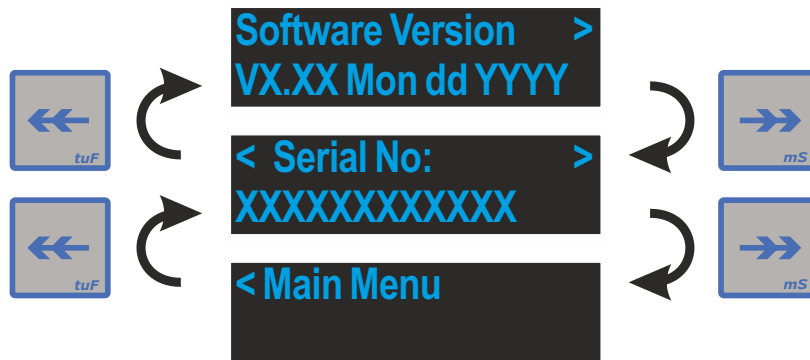 Software Version >
VX.XX Mon dd YYYY
tuF
mS
< Serial No: >
XXXXXXXXXXXX
tuF
mS
< Main Menu